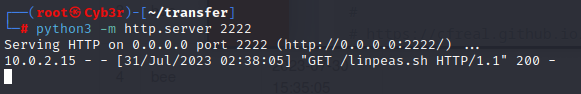 ┌──(root㉿Cyb3r)-[~/transfer]
└─# python3 -m http.server 2222
Serving HTTP on 0.0.0.0 port 2222 (http://0.0.0.0:2222/) ...
10.0.2.15 - - [31/Jul/2023 02:38:05] "GET /linpeas.sh HTTP/1.1" 200 -